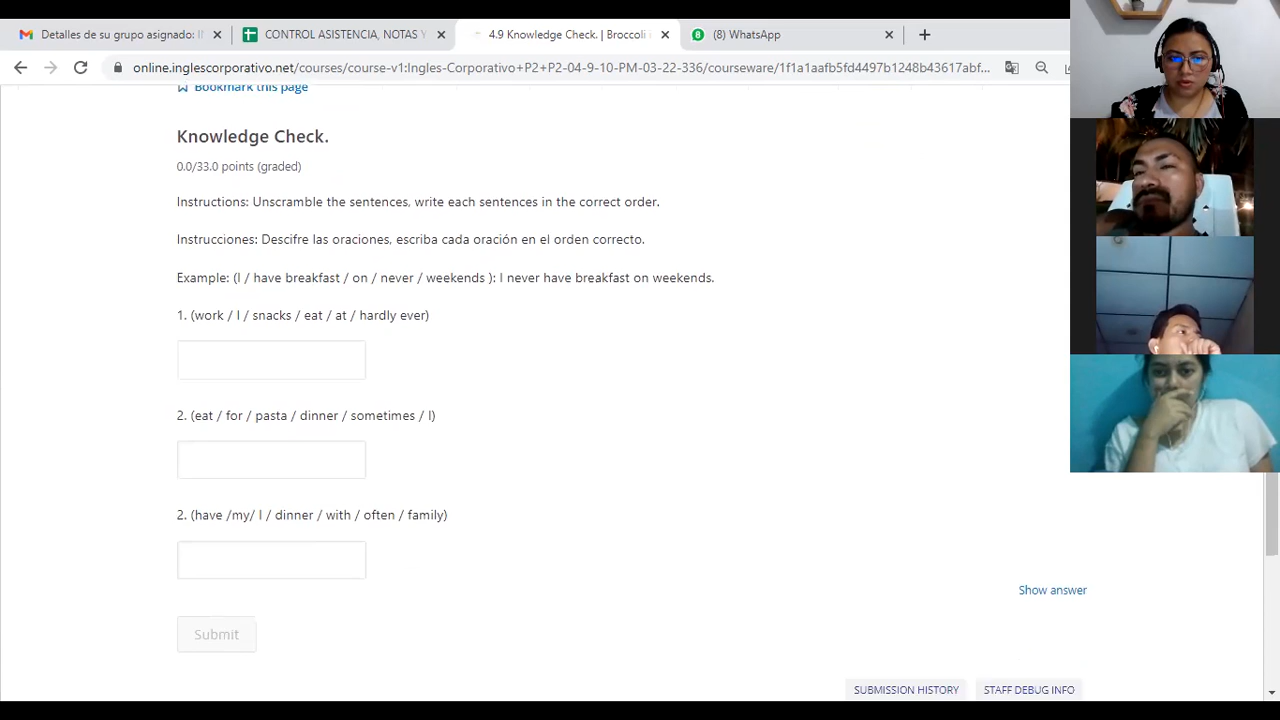 Detalles de su grupo asignado: II
CONTROL ASISTENCIA, NOTAS Y
4.9 Knowledge Check. | Broccoli
(8) WhatsApp
online.inglescorporativo.net/courses/course-v1:Ingles-Corporativo+P2+P2-04-9-10-PM-03-22-336/courseware/1f1a1aafb5fd4497b1248b43617abf...
Bookmark this page
Knowledge Check.
0.0/33.0 points (graded)
Instructions: Unscramble the sentences, write each sentences in the correct order.
Instrucciones: Descifre las oraciones, escriba cada oración en el orden correcto.
Example: (I / have breakfast / on / never / weekends ): I never have breakfast on weekends.
1. (work / I / snacks / eat / at / hardly ever)
2. (eat / for / pasta / dinner / sometimes / I)
2. (have /my/ I / dinner / with / often / family)
Show answer
Submit
SUBMISSION HISTORY
STAFF DEBUG INFO